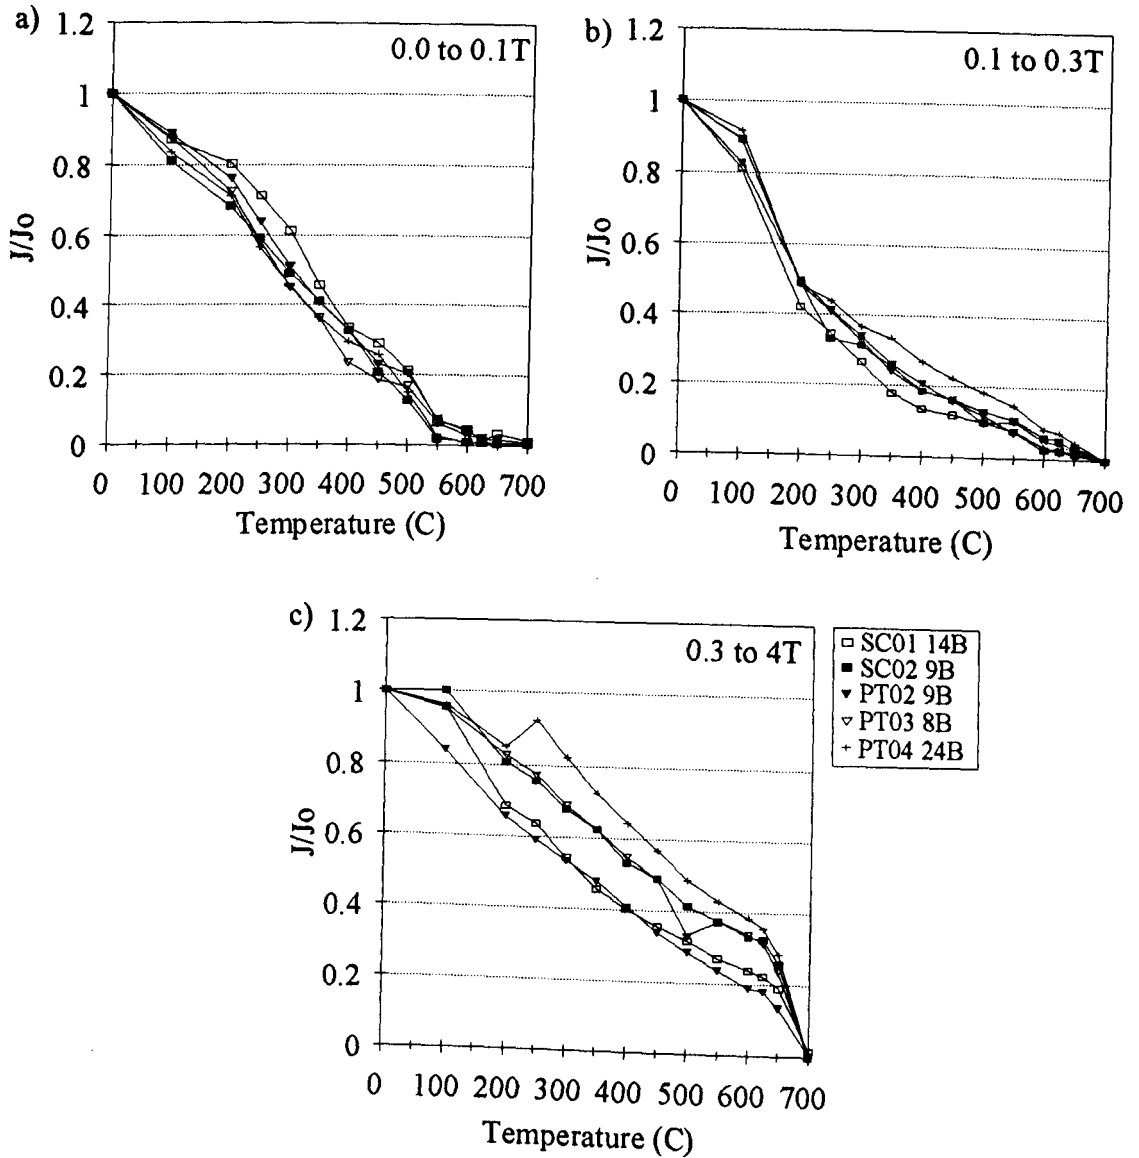 a) 1.2
0.0 to 0.1T
1
0.8
0.6
0.4
0.2
0
J/Jo
0 100 200 300 400 500 600 700
Temperature (C)
b) 1.2
0.1 to 0.3T
1
0.8
0.6
0.4
0.2
0
J/Jo
0 100 200 300 400 500 600 700
Temperature (C)
c) 1.2
0.3 to 4T
1
0.8
0.6
0.4
0.2
0
J/Jo
0 100 200 300 400 500 600 700
Temperature (C)
SC01 14B
SC02 9B
PT02 9B
PT03 8B
PT04 24B